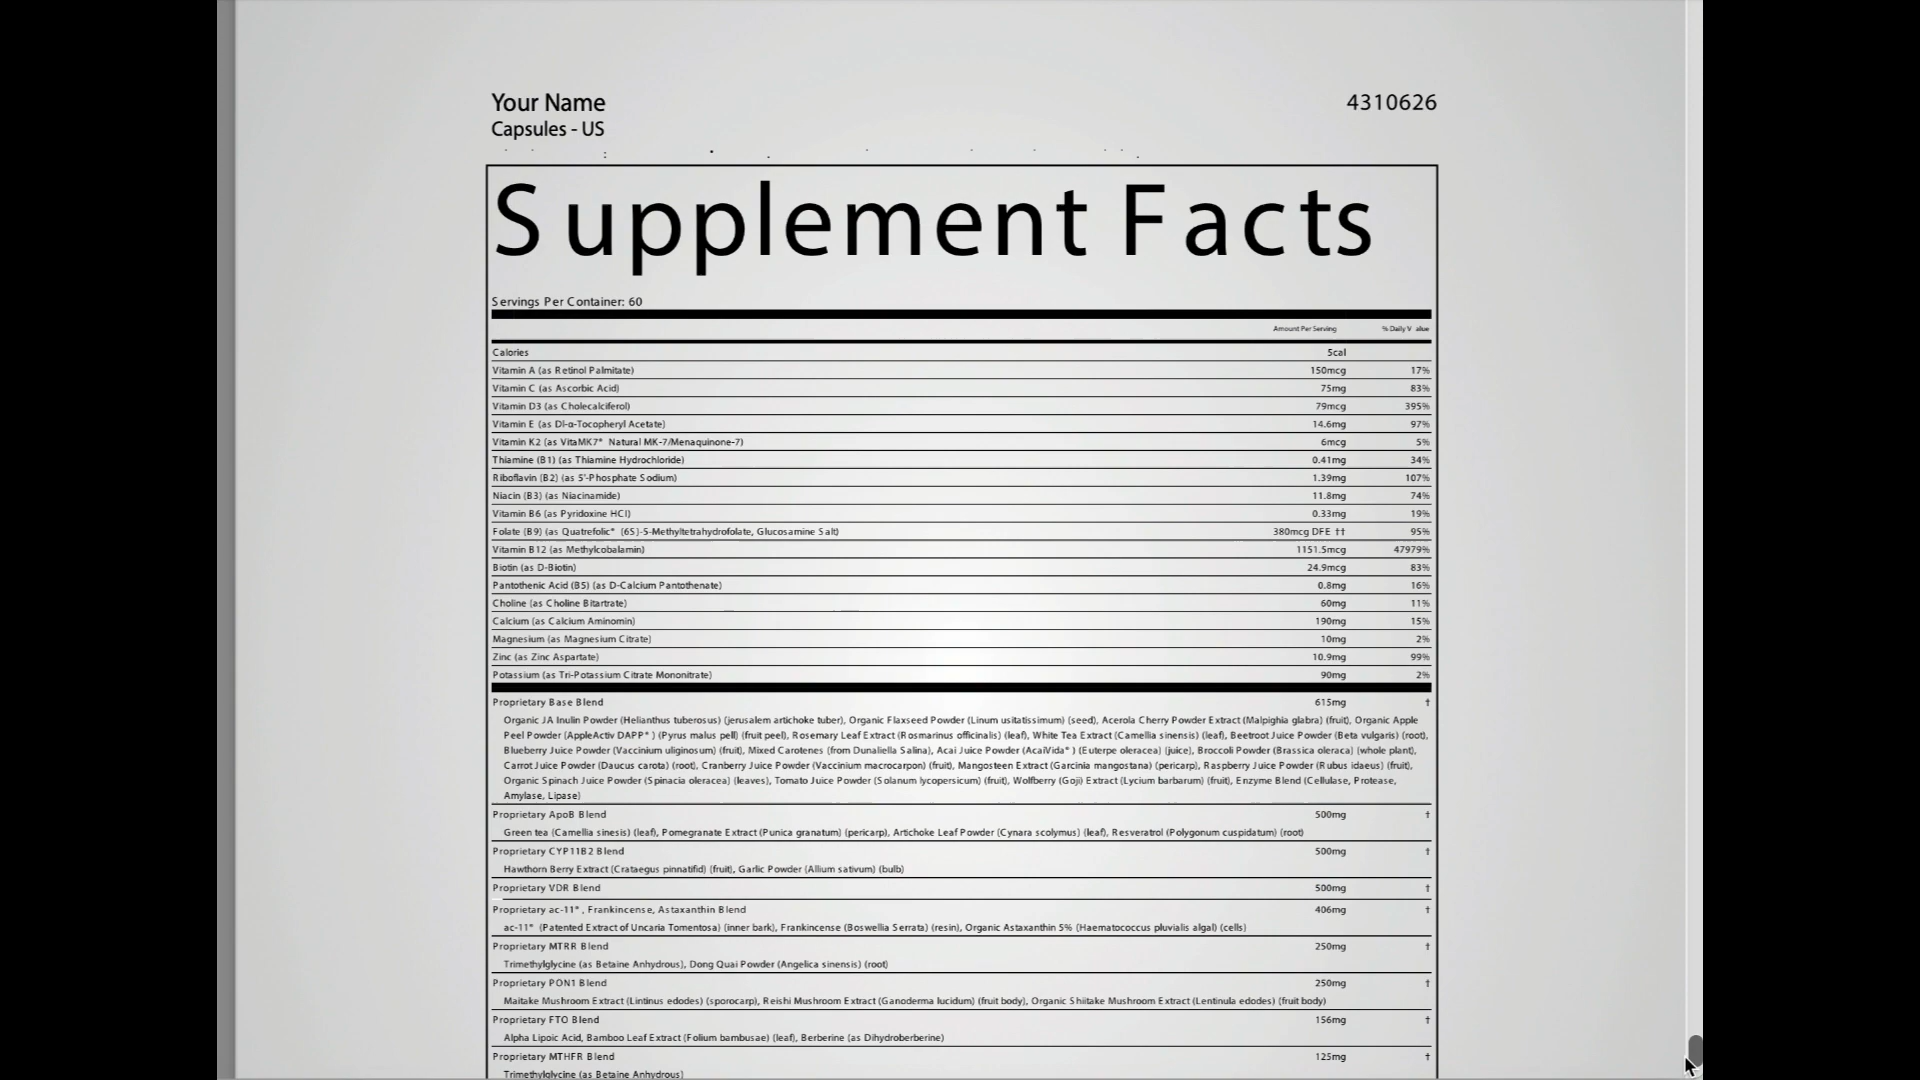 Your Name
4310626
Capsules - US
Supplement Facts
Servings Per Container: 60
Amount Per Serving % Daily V alue
Calories 5cal
Vitamin A (as Retinol Palmitate) 150mcg 17%
Vitamin C (as Ascorbic Acid) 75mg 83%
Vitamin D3 (as Cholecalciferol) 79mcg 395%
Vitamin E (as Dl-α-Tocopheryl Acetate) 14.6mg 97%
Vitamin K2 (as VitaMK7® Natural MK-7/Menaquinone-7) 6mcg 5%
Thiamine (B1) (as Thiamine Hydrochloride) 0.41mg 34%
Riboflavin (B2) (as 5'-Phosphate Sodium) 1.39mg 107%
Niacin (B3) (as Niacinamide) 11.8mg 74%
Vitamin B6 (as Pyridoxine HCl) 0.33mg 19%
Folate (B9) (as Quatrefolic® (6S)-5-Methyltetrahydrofolate, Glucosamine Salt) 380mcg DFE †† 95%
Vitamin B12 (as Methylcobalamin) 1151.5mcg 47979%
Biotin (as D-Biotin) 24.9mcg 83%
Pantothenic Acid (B5) (as D-Calcium Pantothenate) 0.8mg 16%
Choline (as Choline Bitartrate) 60mg 11%
Calcium (as Calcium Aminomin) 190mg 15%
Magnesium (as Magnesium Citrate) 10mg 2%
Zinc (as Zinc Aspartate) 10.9mg 99%
Potassium (as Tri-Potassium Citrate Mononitrate) 90mg 2%
Proprietary Base Blend 615mg †
Organic JA Inulin Powder (Helianthus tuberosus) (jerusalem artichoke tuber), Organic Flaxseed Powder (Linum usitatissimum) (seed), Acerola Cherry Powder Extract (Malpighia glabra) (fruit), Organic Apple
Peel Powder (AppleActiv DAPP®) (Pyrus malus pell) (fruit peel), Rosemary Leaf Extract (Rosmarinus officinalis) (leaf), White Tea Extract (Camellia sinensis) (leaf), Beetroot Juice Powder (Beta vulgaris) (root),
Blueberry Juice Powder (Vaccinium uliginosum) (fruit), Mixed Carotenes (from Dunaliella Salina), Acai Juice Powder (AcaiVida®) (Euterpe oleracea) (juice), Broccoli Powder (Brassica oleraca) (whole plant),
Carrot Juice Powder (Daucus carota) (root), Cranberry Juice Powder (Vaccinium macrocarpon) (fruit), Mangosteen Extract (Garcinia mangostana) (pericarp), Raspberry Juice Powder (Rubus idaeus) (fruit),
Organic Spinach Juice Powder (Spinacia oleracea) (leaves), Tomato Juice Powder (Solanum lycopersicum) (fruit), Wolfberry (Goji) Extract (Lycium barbarum) (fruit), Enzyme Blend (Cellulase, Protease,
Amylase, Lipase)
Proprietary ApoB Blend 500mg †
Green tea (Camellia sinesis) (leaf), Pomegranate Extract (Punica granatum) (pericarp), Artichoke Leaf Powder (Cynara scolymus) (leaf), Resveratrol (Polygonum cuspidatum) (root)
Proprietary CYP11B2 Blend 500mg †
Hawthorn Berry Extract (Crataegus pinnatifid) (fruit), Garlic Powder (Allium sativum) (bulb)
Proprietary VDR Blend 500mg †
Proprietary ac-11®, Frankincense, Astaxanthin Blend 406mg †
ac-11® (Patented Extract of Uncaria Tomentosa) (inner bark), Frankincense (Boswellia Serrata) (resin), Organic Astaxanthin 5% (Haematococcus pluvialis algal) (cells)
Proprietary MTRR Blend 250mg †
Trimethylglycine (as Betaine Anhydrous), Dong Quai Powder (Angelica sinensis) (root)
Proprietary PON1 Blend 250mg †
Maitake Mushroom Extract (Lintinus edodes) (sporocarp), Reishi Mushroom Extract (Ganoderma lucidum) (fruit body), Organic Shiitake Mushroom Extract (Lentinula edodes) (fruit body)
Proprietary FTO Blend 156mg †
Alpha Lipoic Acid, Bamboo Leaf Extract (Folium bambusae) (leaf), Berberine (as Dihydroberberine)
Proprietary MTHFR Blend 125mg †
Trimethylglycine (as Betaine Anhydrous)